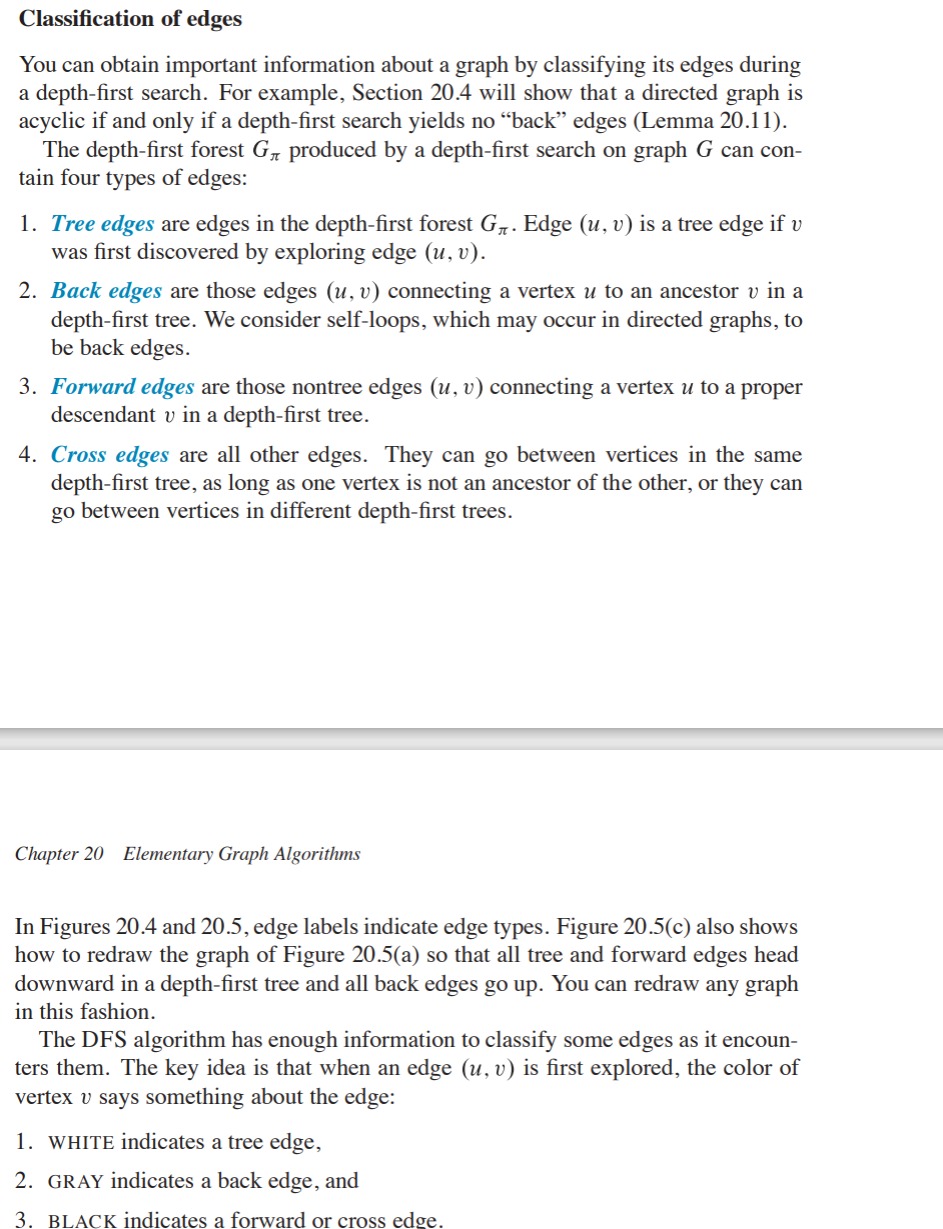 Classification of edges
You can obtain important information about a graph by classifying its edges during
a depth-first search. For example, Section 20.4 will show that a directed graph is
acyclic if and only if a depth-first search yields no “back” edges (Lemma 20.11).
The depth-first forest Gπ produced by a depth-first search on graph G can con-
tain four types of edges:
1. Tree edges are edges in the depth-first forest Gπ. Edge (u, v) is a tree edge if v
was first discovered by exploring edge (u, v).
2. Back edges are those edges (u, v) connecting a vertex u to an ancestor v in a
depth-first tree. We consider self-loops, which may occur in directed graphs, to
be back edges.
3. Forward edges are those nontree edges (u, v) connecting a vertex u to a proper
descendant v in a depth-first tree.
4. Cross edges are all other edges. They can go between vertices in the same
depth-first tree, as long as one vertex is not an ancestor of the other, or they can
go between vertices in different depth-first trees.
Chapter 20 Elementary Graph Algorithms
In Figures 20.4 and 20.5, edge labels indicate edge types. Figure 20.5(c) also shows
how to redraw the graph of Figure 20.5(a) so that all tree and forward edges head
downward in a depth-first tree and all back edges go up. You can redraw any graph
in this fashion.
The DFS algorithm has enough information to classify some edges as it encoun-
ters them. The key idea is that when an edge (u, v) is first explored, the color of
vertex v says something about the edge:
1. WHITE indicates a tree edge,
2. GRAY indicates a back edge, and
3. BLACK indicates a forward or cross edge.